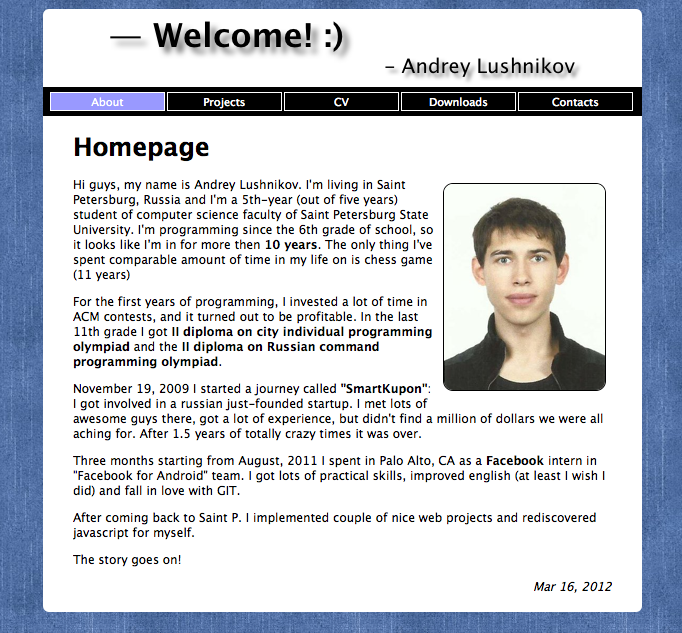 — Welcome! :)
– Andrey Lushnikov
About Projects CV Downloads Contacts
Homepage
Hi guys, my name is Andrey Lushnikov. I'm living in Saint
Petersburg, Russia and I'm a 5th-year (out of five years)
student of computer science faculty of Saint Petersburg State
University. I'm programming since the 6th grade of school, so
it looks like I'm in for more then 10 years. The only thing I've
spent comparable amount of time in my life on is chess game
(11 years)
For the first years of programming, I invested a lot of time in
ACM contests, and it turned out to be profitable. In the last
11th grade I got II diploma on city individual programming
olympiad and the II diploma on Russian command
programming olympiad.
November 19, 2009 I started a journey called "SmartKupon":
I got involved in a russian just-founded startup. I met lots of
awesome guys there, got a lot of experience, but didn't find a million of dollars we were all
aching for. After 1.5 years of totally crazy times it was over.
Three months starting from August, 2011 I spent in Palo Alto, CA as a Facebook intern in
"Facebook for Android" team. I got lots of practical skills, improved english (at least I wish I
did) and fall in love with GIT.
After coming back to Saint P. I implemented couple of nice web projects and rediscovered
javascript for myself.
The story goes on!
Mar 16, 2012